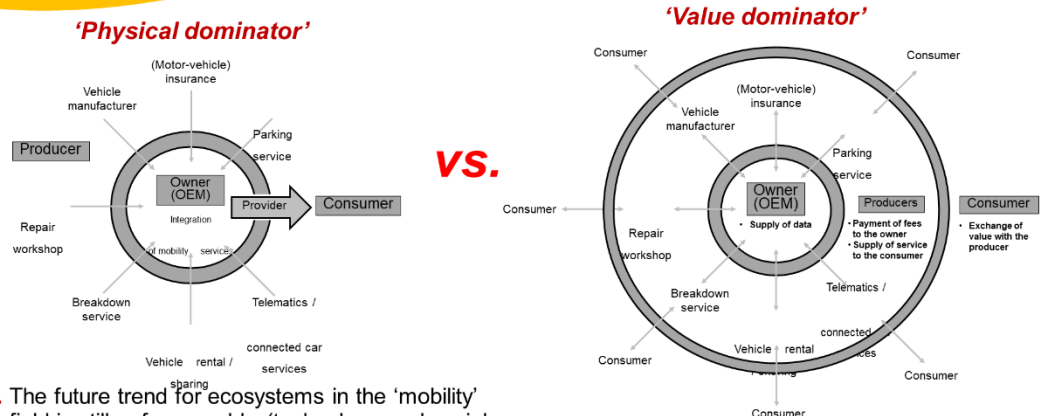 'Physical dominator'
(Motor-vehicle)
insurance
Vehicle
manufacturer
Parking
service
Producer
Owner
(OEM)
Integration
of mobility services
Provider
Consumer
Repair
workshop
Breakdown
service
Telematics /
connected car
services
Vehicle rental /
sharing
vs.
'Value dominator'
Consumer
Consumer
(Motor-vehicle)
insurance
Vehicle
manufacturer
Parking
service
Consumer
Owner
(OEM)
• Supply of data
Producers
• Payment of fees
to the owner
• Supply of service
to the consumer
Consumer
• Exchange of
value with the
producer
Repair
workshop
Breakdown
service
Telematics /
connected
Vehicle rental
Consumer
Consumer
Consumer
The future trend for ecosystems in the 'mobility'